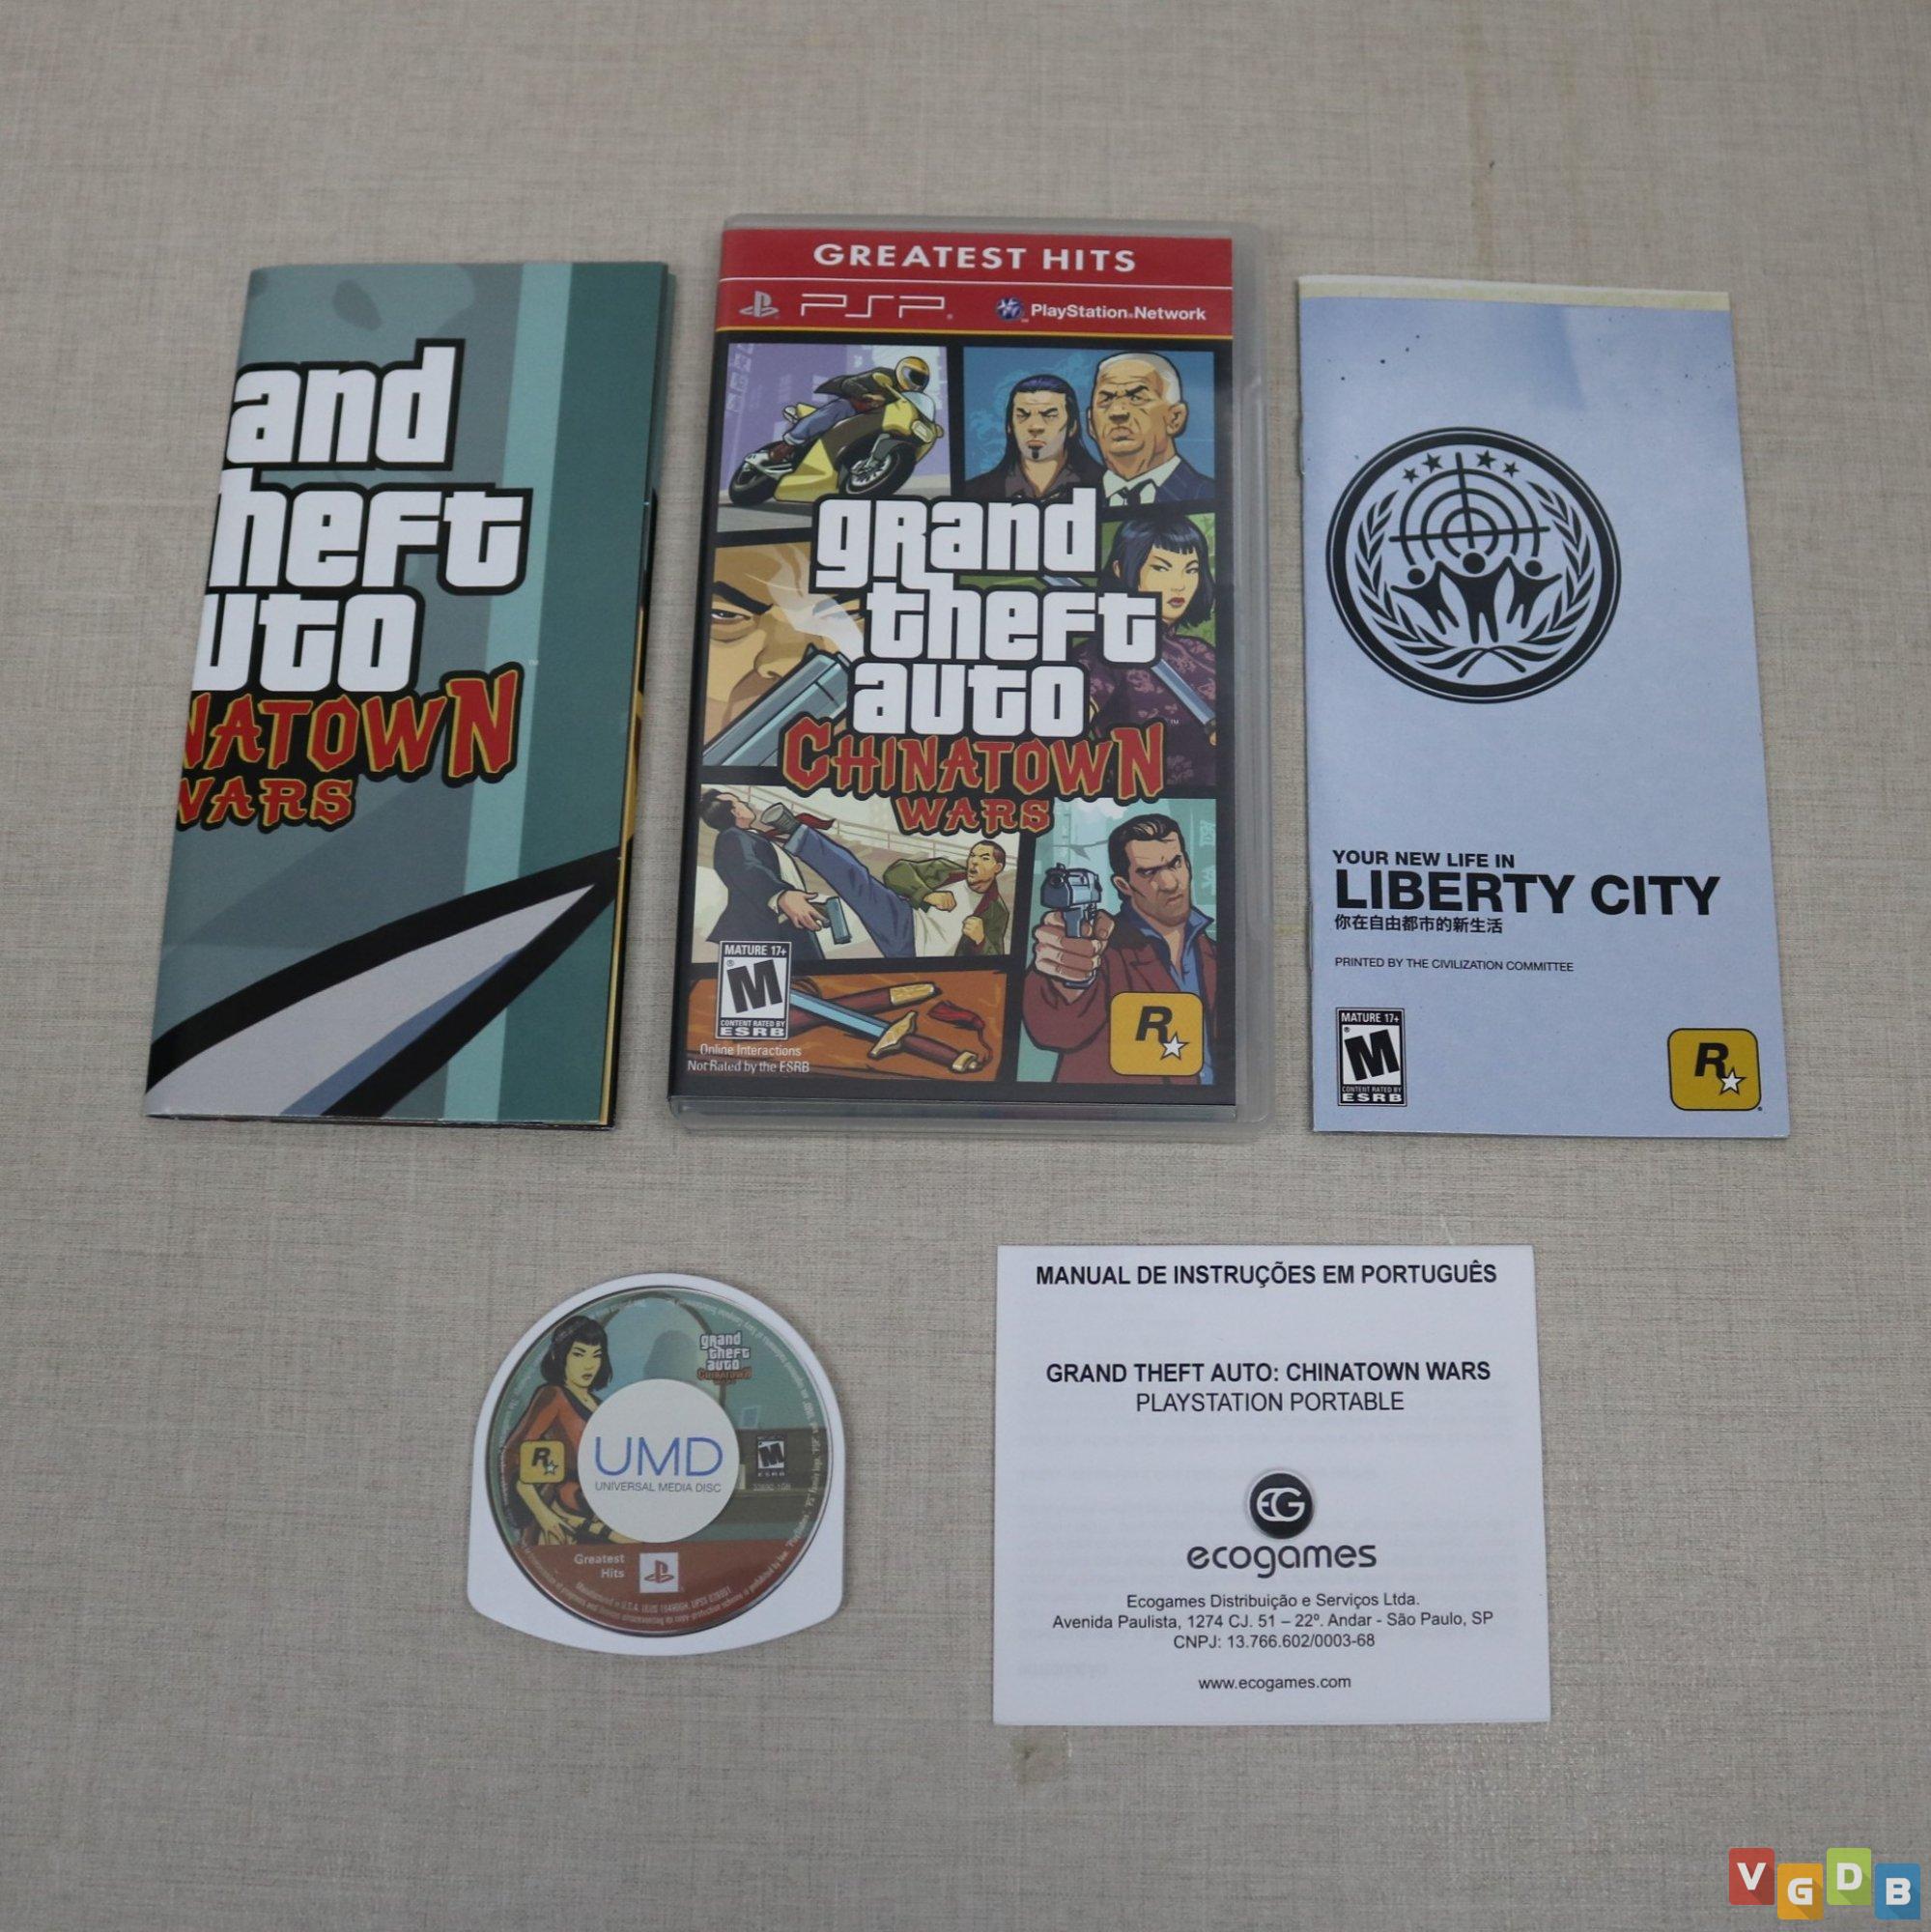 and
heft
uto
NATOWN
WARS
GREATEST HITS
PSP
PlayStation®Network
grand
theft
auto
CHINATOWN
WARS
MATURE 17+
M
CONTENT RATED BY
ESRB
Online Interactions
Not Rated by the ESRB
R
YOUR NEW LIFE IN
LIBERTY CITY
你在自由都市的新生活
PRINTED BY THE CIVILIZATION COMMITTEE
MATURE 17+
M
CONTENT RATED BY
ESRB
R
grand
theft
auto
CHINATOWN
R
UMD
UNIVERSAL MEDIA DISC
M
ESRB
Greatest
Hits
MANUAL DE INSTRUÇÕES EM PORTUGUÊS
GRAND THEFT AUTO: CHINATOWN WARS
PLAYSTATION PORTABLE
EG
ecogames
Ecogames Distribuição e Serviços Ltda.
Avenida Paulista, 1274 CJ. 51 – 22º. Andar - São Paulo, SP
CNPJ: 13.766.602/0003-68
www.ecogames.com
VGDB